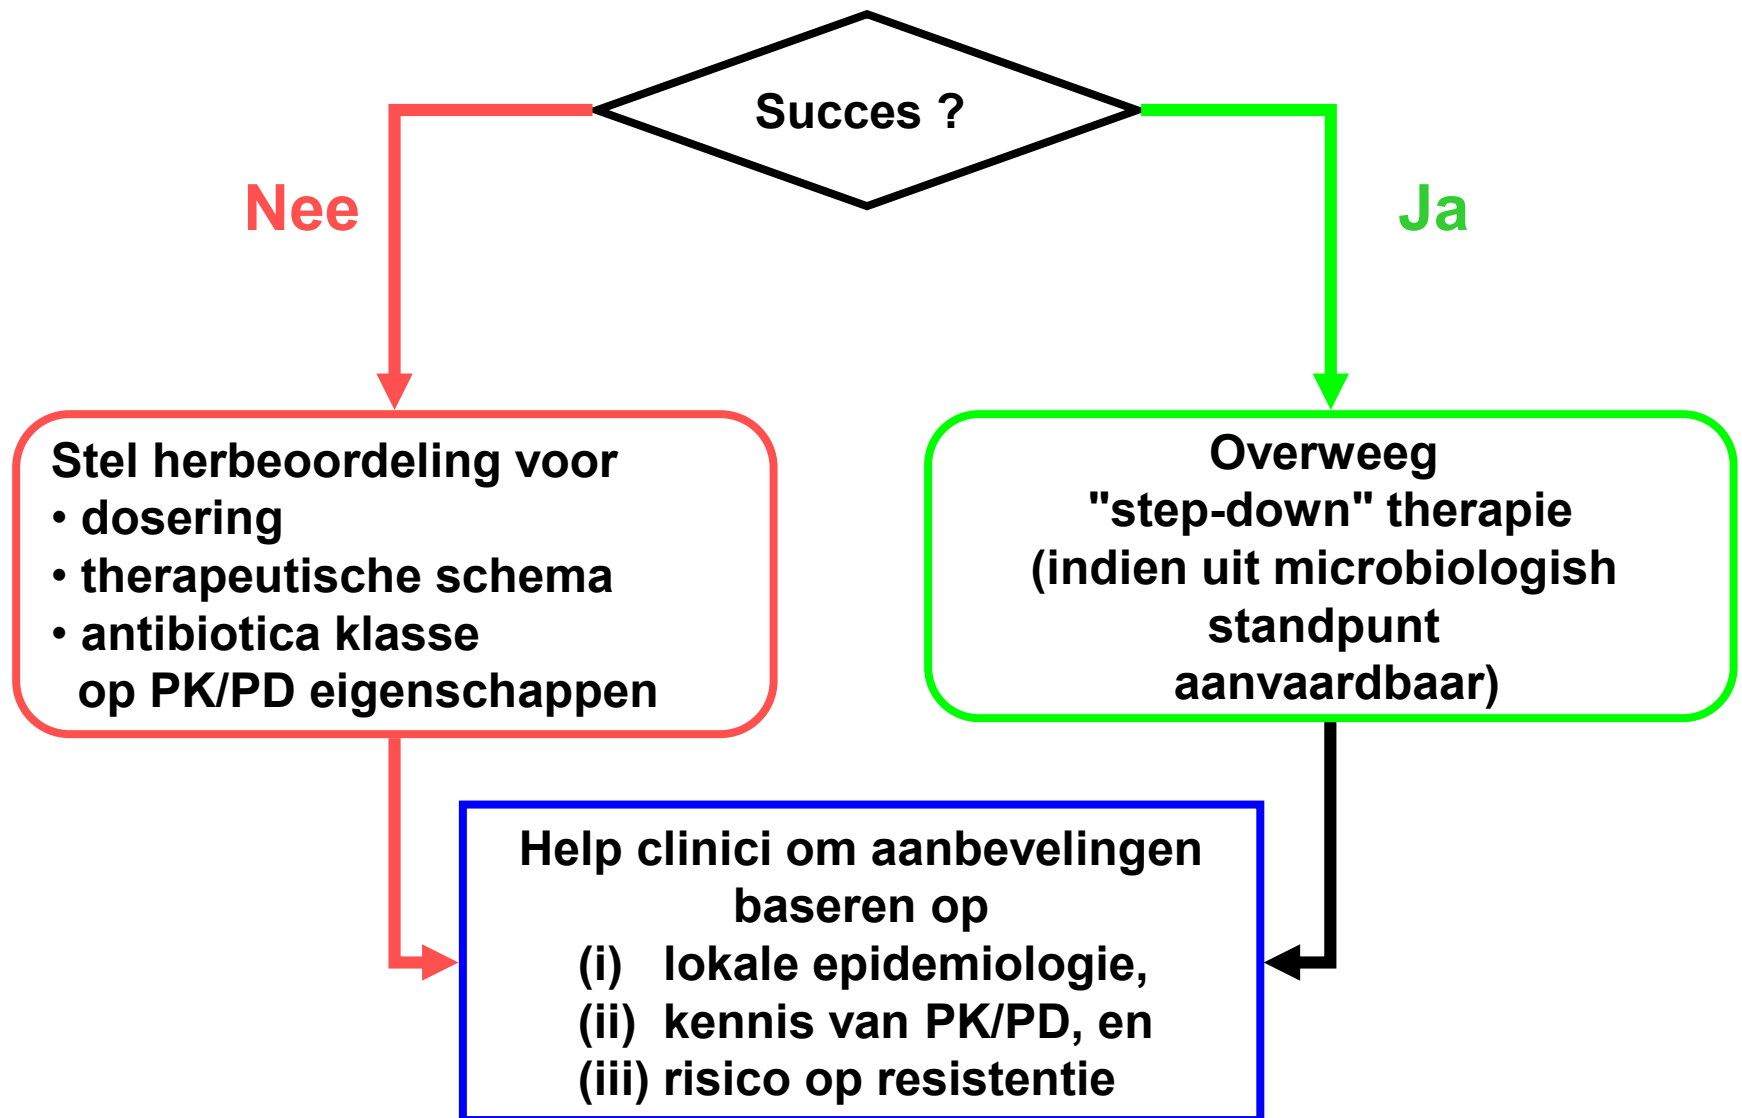 Succes ?
Nee
Ja
Stel herbeoordeling voor
• dosering
• therapeutische schema
• antibiotica klasse
op PK/PD eigenschappen
Overweeg
"step-down" therapie
(indien uit microbiologish
standpunt
aanvaardbaar)
Help clinici om aanbevelingen
baseren op
(i) lokale epidemiologie,
(ii) kennis van PK/PD, en
(iii) risico op resistentie